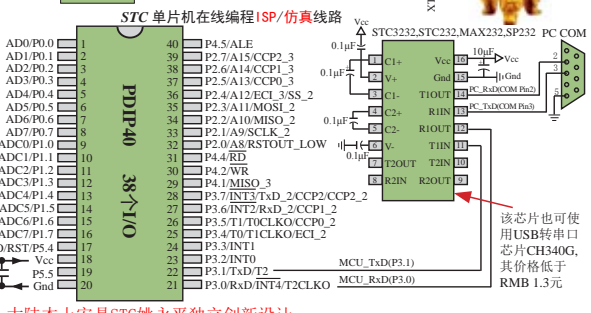 STC 单片机在线编程ISP/仿真线路
STC3232,STC232,MAX232,SP232 PC COM
Vcc
0.1μF
0.1μF
0.1μF
0.1μF
10μF
Vcc
Gnd
AD0/P0.0 1
AD1/P0.1 2
AD2/P0.2 3
AD3/P0.3 4
AD4/P0.4 5
AD5/P0.5 6
AD6/P0.6 7
AD7/P0.7 8
ADC0/P1.0 9
ADC1/P1.1 10
ADC2/P1.2 11
ADC3/P1.3 12
ADC4/P1.4 13
ADC5/P1.5 14
ADC6/P1.6 15
ADC7/P1.7 16
/RST/P5.4 17
Vcc 18
P5.5 19
Gnd 20
PDIP40 38个I/O
40 P4.5/ALE
39 P2.7/A15/CCP2_3
38 P2.6/A14/CCP1_3
37 P2.5/A13/CCP0_3
36 P2.4/A12/ECI_3/SS_2
35 P2.3/A11/MOSI_2
34 P2.2/A10/MISO_2
33 P2.1/A9/SCLK_2
32 P2.0/A8/RSTOUT_LOW
31 P4.4/RD
30 P4.2/WR
29 P4.1/MISO_3
28 P3.7/INT3/TxD_2/CCP2/CCP2_2
27 P3.6/INT2/RxD_2/CCP1_2
26 P3.5/T1/T0CLKO/CCP0_2
25 P3.4/T0/T1CLKO/ECI_2
24 P3.3/INT1
23 P3.2/INT0
22 P3.1/TxD/T2
21 P3.0/RxD/INT4/T2CLKO
1 C1+ Vcc 16
2 V+ Gnd 15
3 C1- T1OUT 14
4 C2+ R1IN 13
5 C2- R1OUT 12
6 V- T1IN 11
7 T2OUT T2IN 10
8 R2IN R2OUT 9
PC_RxD(COM Pin2)
PC_TxD(COM Pin3)
2
3
5
MCU_TxD(P3.1)
MCU_RxD(P3.0)
该芯片也可使
用USB转串口
芯片CH340G,
其价格低于
RMB 1.3元